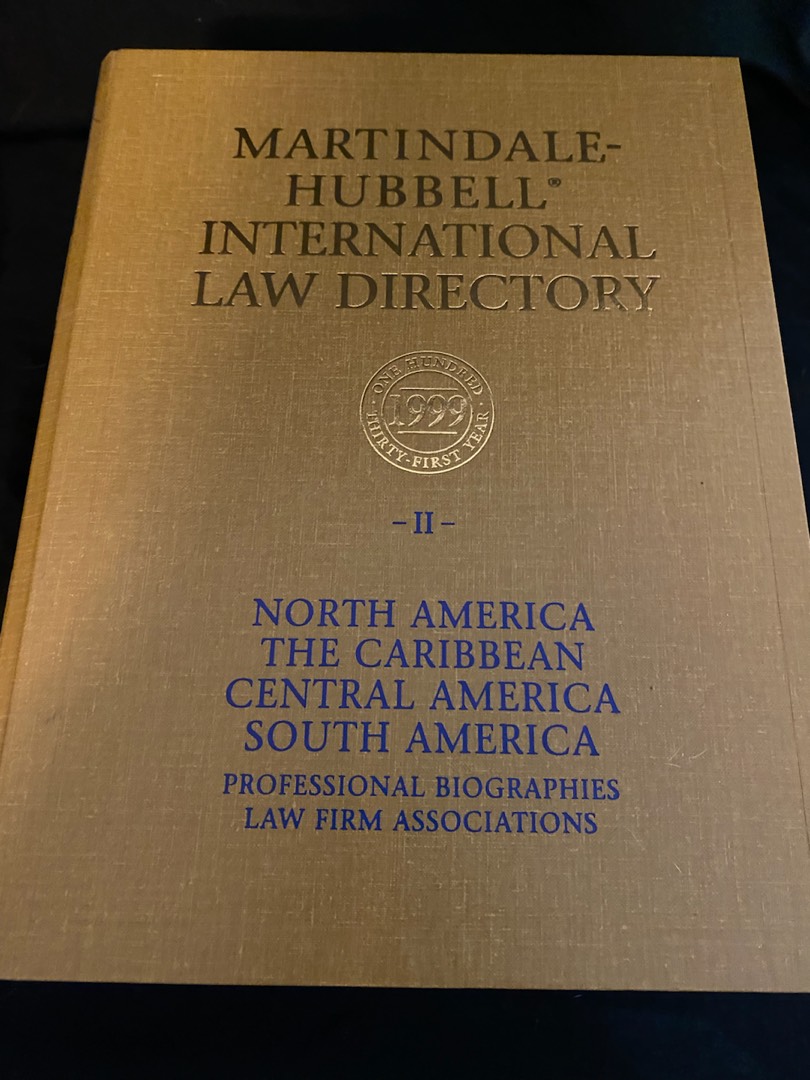 MARTINDALE-
HUBBELL®
INTERNATIONAL
LAW DIRECTORY
ONE HUNDRED
1999
THIRTY-FIRST YEAR
-II-
NORTH AMERICA
THE CARIBBEAN
CENTRAL AMERICA
SOUTH AMERICA
PROFESSIONAL BIOGRAPHIES
LAW FIRM ASSOCIATIONS